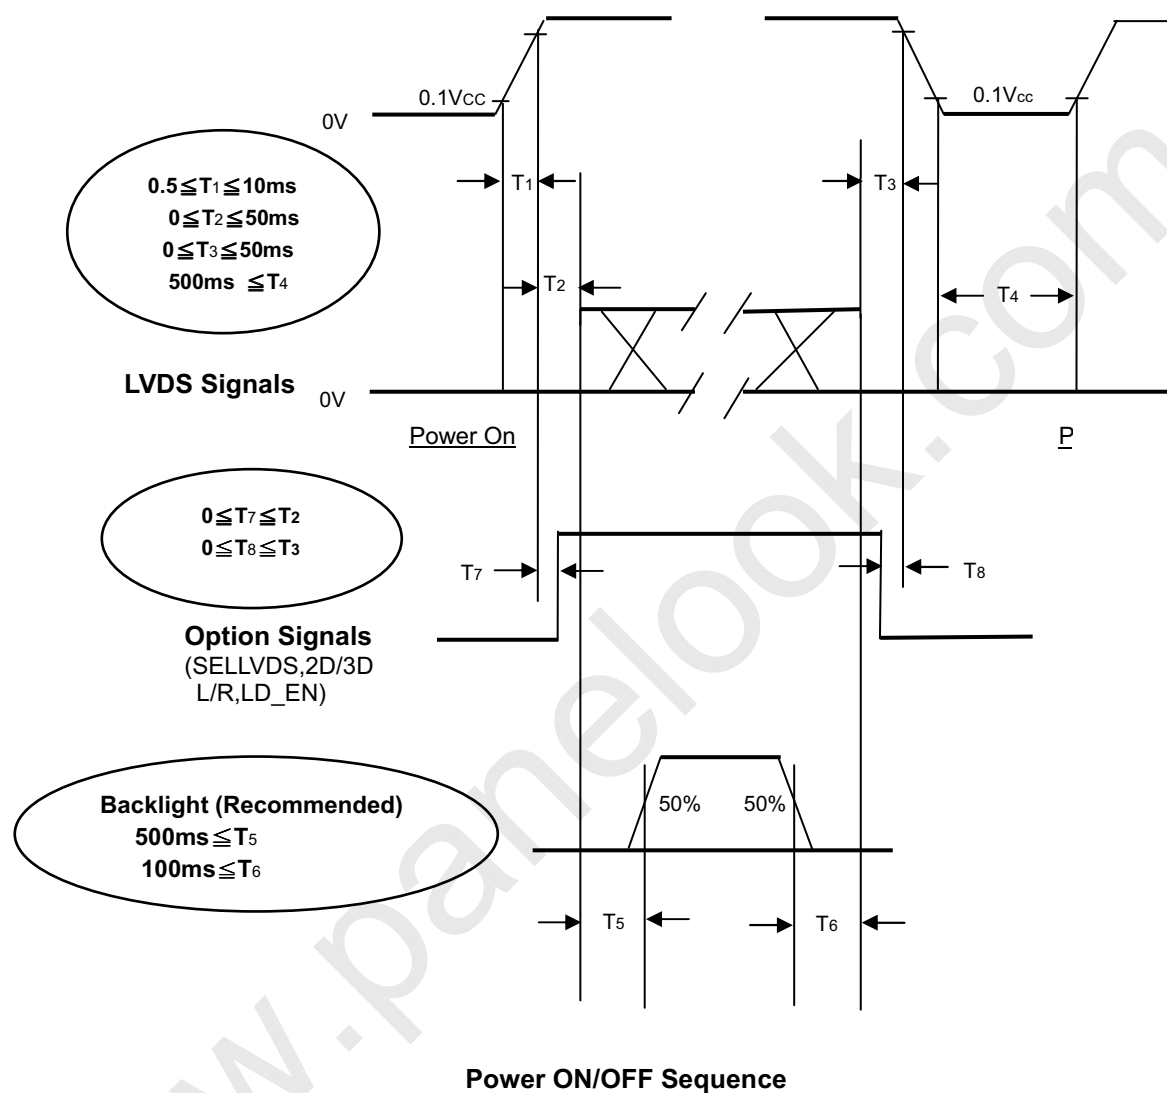 0.1Vcc
0.1Vcc
0V
0.5≦T1≦10ms
0≦T2≦50ms
0≦T3≦50ms
500ms ≦T4
T1
T3
T2
T4
LVDS Signals
0V
Power On
P
0≦T7≦T2
0≦T8≦T3
T7
T8
Option Signals
(SELLVDS,2D/3D
L/R,LD_EN)
Backlight (Recommended)
500ms≦T5
100ms≦T6
50%
50%
T5
T6
Power ON/OFF Sequence
w.panelook.com